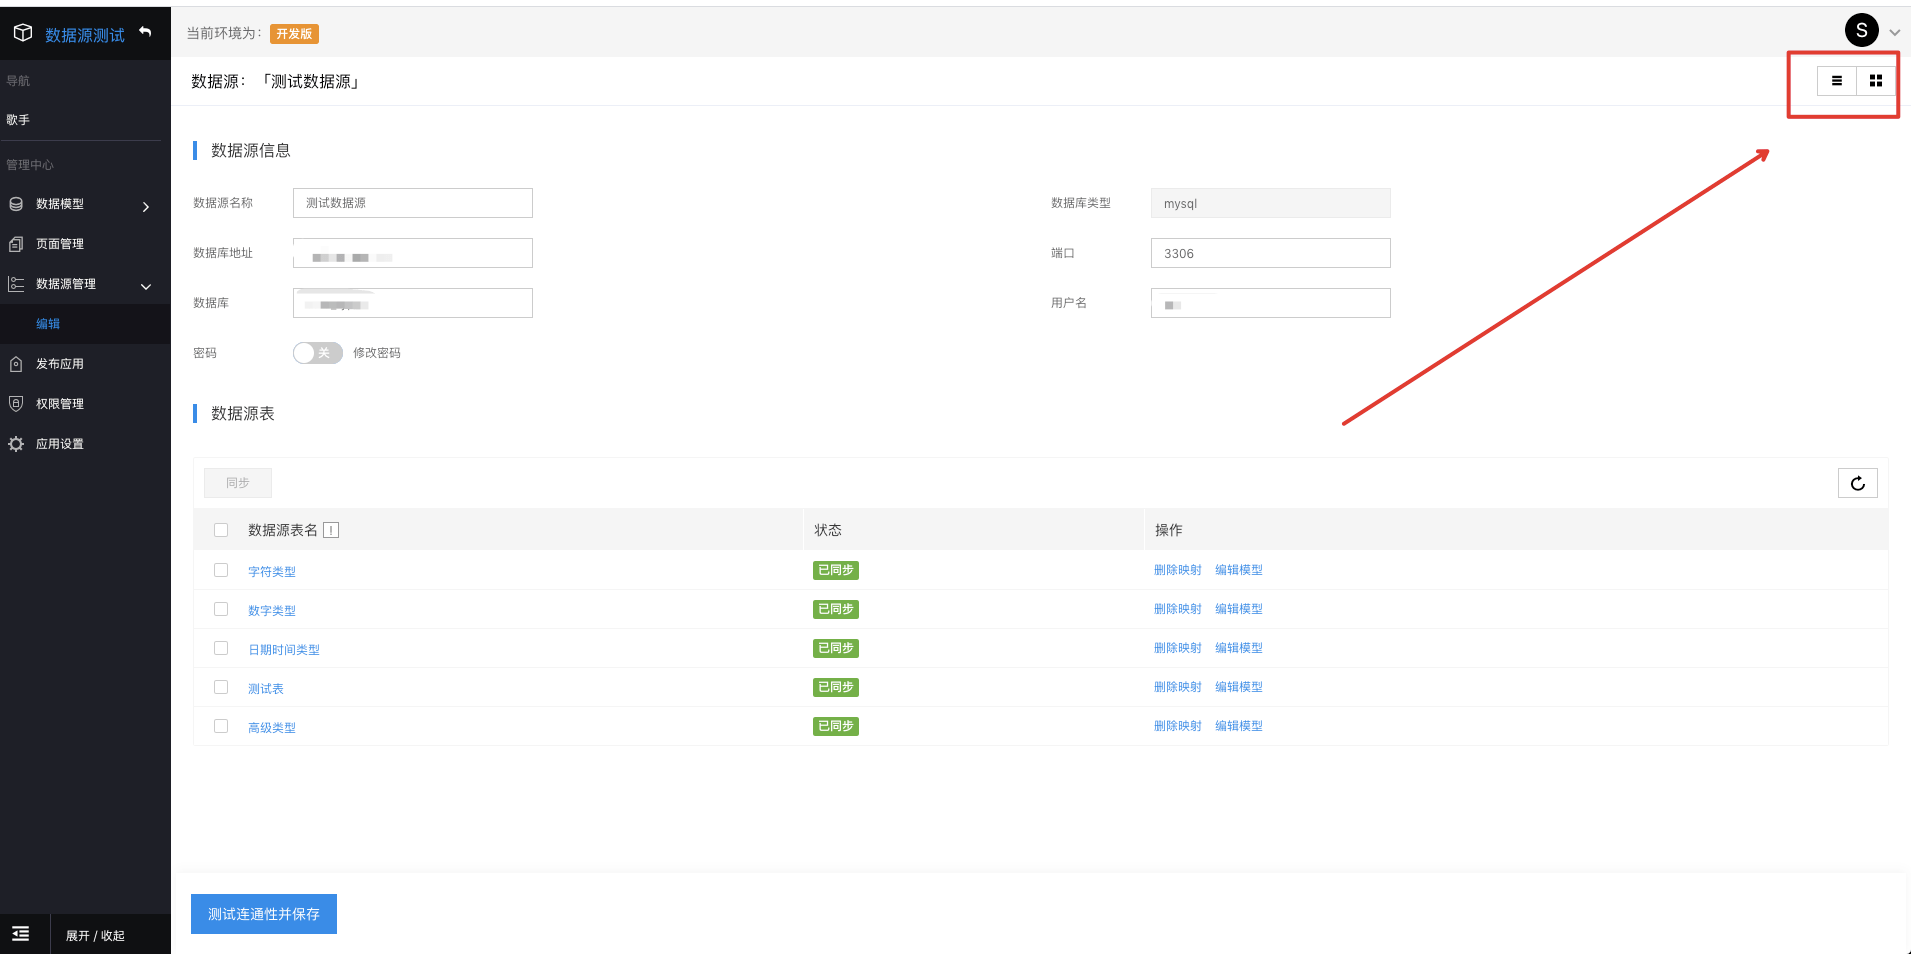 数据源测试
导航
歌手
管理中心
数据模型
页面管理
数据源管理
编辑
发布应用
权限管理
应用设置
展开 / 收起
当前环境为：
开发版
S
数据源：「测试数据源」
数据源信息
数据源名称
测试数据源
数据库类型
mysql
数据库地址
端口
3306
数据库
用户名
密码
关
修改密码
数据源表
同步
数据源表名
状态
操作
字符类型 已同步 删除映射 编辑模型
数字类型 已同步 删除映射 编辑模型
日期时间类型 已同步 删除映射 编辑模型
测试表 已同步 删除映射 编辑模型
高级类型 已同步 删除映射 编辑模型
测试连通性并保存